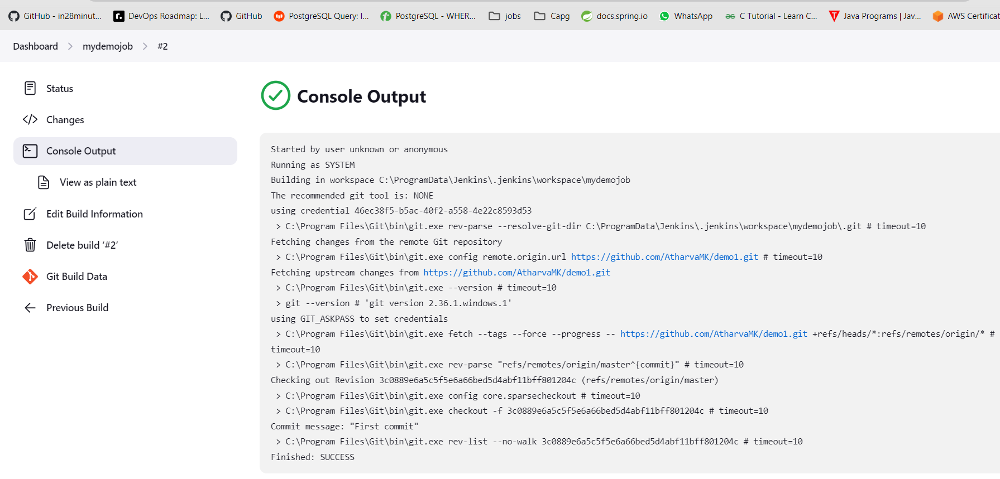 GitHub - in28minut... DevOps Roadmap: L... GitHub PostgreSQL Query: I... PostgreSQL - WHER... jobs Capg docs.spring.io WhatsApp C Tutorial - Learn C... Java Programs | Jav... AWS Certificat
Dashboard > mydemojob > #2
Status
Changes
Console Output
View as plain text
Edit Build Information
Delete build ‘#2’
Git Build Data
Previous Build
Console Output
Started by user unknown or anonymous
Running as SYSTEM
Building in workspace C:\ProgramData\Jenkins\.jenkins\workspace\mydemojob
The recommended git tool is: NONE
using credential 46ec38f5-b5ac-40f2-a558-4e22c8593d53
> C:\Program Files\Git\bin\git.exe rev-parse --resolve-git-dir C:\ProgramData\Jenkins\.jenkins\workspace\mydemojob\.git # timeout=10
Fetching changes from the remote Git repository
> C:\Program Files\Git\bin\git.exe config remote.origin.url https://github.com/AtharvaMK/demo1.git # timeout=10
Fetching upstream changes from https://github.com/AtharvaMK/demo1.git
> C:\Program Files\Git\bin\git.exe --version # timeout=10
> git --version # 'git version 2.36.1.windows.1'
using GIT_ASKPASS to set credentials
> C:\Program Files\Git\bin\git.exe fetch --tags --force --progress -- https://github.com/AtharvaMK/demo1.git +refs/heads/*:refs/remotes/origin/* #
timeout=10
> C:\Program Files\Git\bin\git.exe rev-parse "refs/remotes/origin/master^{commit}" # timeout=10
Checking out Revision 3c0889e6a5c5f5e6a66bed5d4abf11bff801204c (refs/remotes/origin/master)
> C:\Program Files\Git\bin\git.exe config core.sparsecheckout # timeout=10
> C:\Program Files\Git\bin\git.exe checkout -f 3c0889e6a5c5f5e6a66bed5d4abf11bff801204c # timeout=10
Commit message: "First commit"
> C:\Program Files\Git\bin\git.exe rev-list --no-walk 3c0889e6a5c5f5e6a66bed5d4abf11bff801204c # timeout=10
Finished: SUCCESS